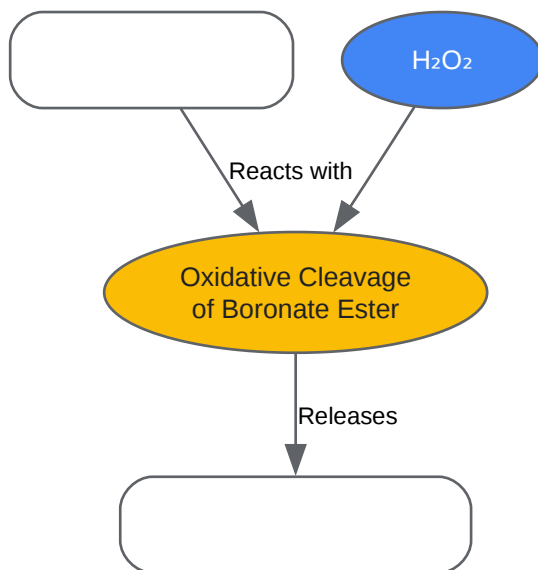 H₂O₂
Reacts with
Oxidative Cleavage
of Boronate Ester
Releases